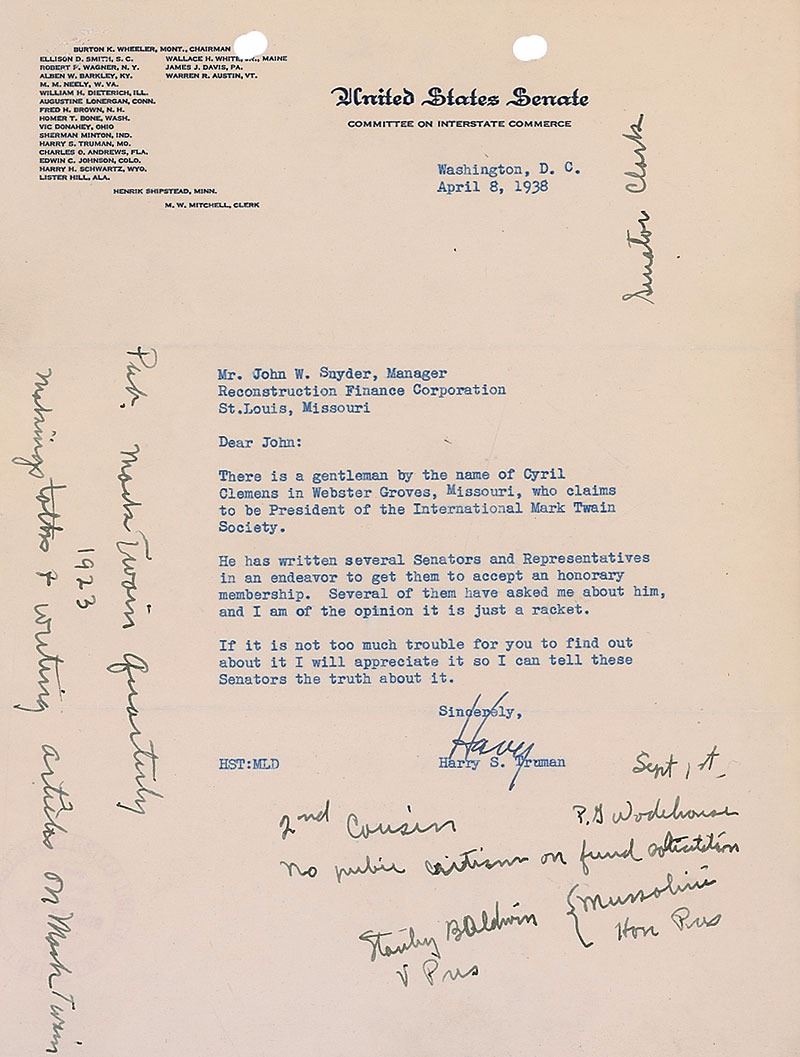 BURTON K. WHEELER, MONT., CHAIRMAN
ELLISON D. SMITH, S. C.
ROBERT F. WAGNER, N. Y.
ALBEN W. BARKLEY, KY.
M. M. NEELY, W. VA.
WILLIAM H. DIETERICH, ILL.
AUGUSTINE LONERGAN, CONN.
FRED H. BROWN, N. H.
HOMER T. BONE, WASH.
VIC DONAHEY, OHIO
SHERMAN MINTON, IND.
HARRY S. TRUMAN, MO.
CHARLES O. ANDREWS, FLA.
EDWIN C. JOHNSON, COLO.
HARRY H. SCHWARTZ, WYO.
LISTER HILL, ALA.
WALLACE H. WHITE, JR., MAINE
JAMES J. DAVIS, PA.
WARREN R. AUSTIN, VT.
HENRIK SHIPSTEAD, MINN.
M. W. MITCHELL, CLERK
United States Senate
COMMITTEE ON INTERSTATE COMMERCE
Washington, D. C.
April 8, 1938
Senator Clark
Mr. John W. Snyder, Manager
Reconstruction Finance Corporation
St.Louis, Missouri
Dear John:
There is a gentleman by the name of Cyril
Clemens in Webster Groves, Missouri, who claims
to be President of the International Mark Twain
Society.
He has written several Senators and Representatives
in an endeavor to get them to accept an honorary
membership. Several of them have asked me about him,
and I am of the opinion it is just a racket.
If it is not too much trouble for you to find out
about it I will appreciate it so I can tell these
Senators the truth about it.
Sincerely,
Harry
HST:MLD
Harry S. Truman
Pub. Mark Twain Quarterly
1923
talks & writing articles on Mark Twain
Sept 1st
2nd Cousin
P.G Wodehouse
No public on fund solicitation
Stanley Baldwin
V Pres
{Mussolini
Hon Pres